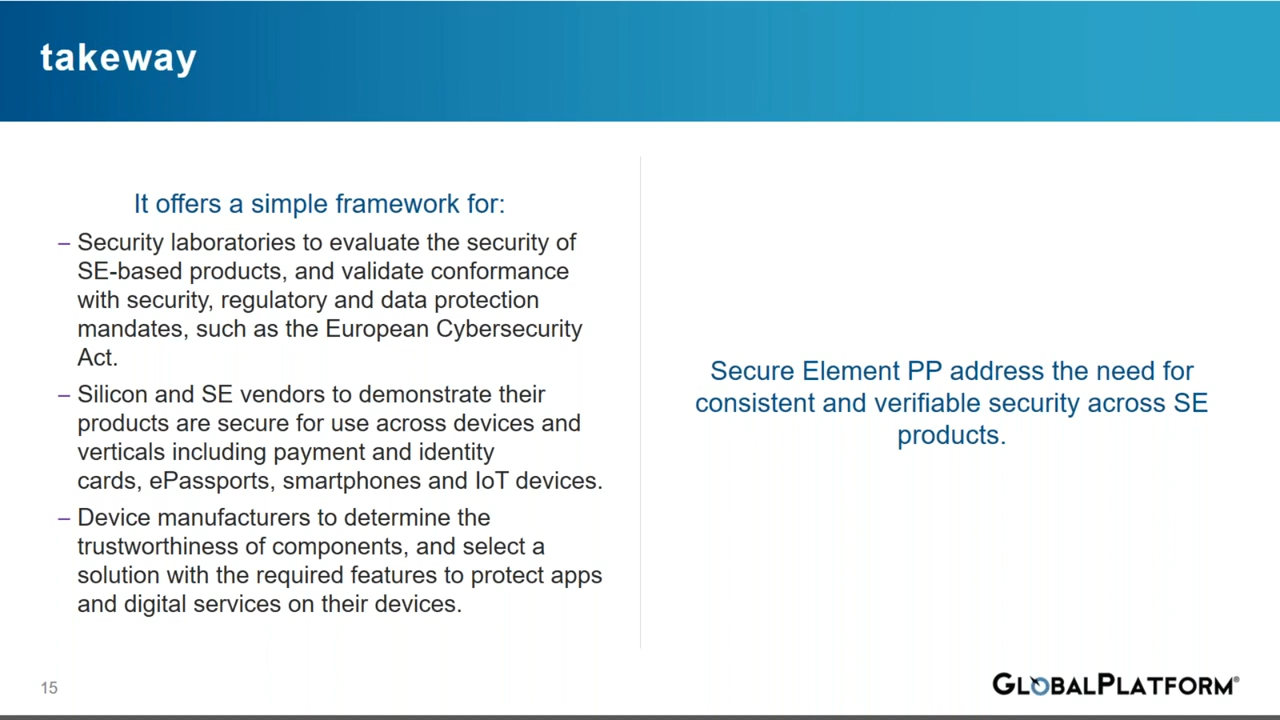 takeway
It offers a simple framework for:
– Security laboratories to evaluate the security of
SE-based products, and validate conformance
with security, regulatory and data protection
mandates, such as the European Cybersecurity
Act.
– Silicon and SE vendors to demonstrate their
products are secure for use across devices and
verticals including payment and identity
cards, ePassports, smartphones and IoT devices.
– Device manufacturers to determine the
trustworthiness of components, and select a
solution with the required features to protect apps
and digital services on their devices.
Secure Element PP address the need for
consistent and verifiable security across SE
products.
15
GLOBALPLATFORM®